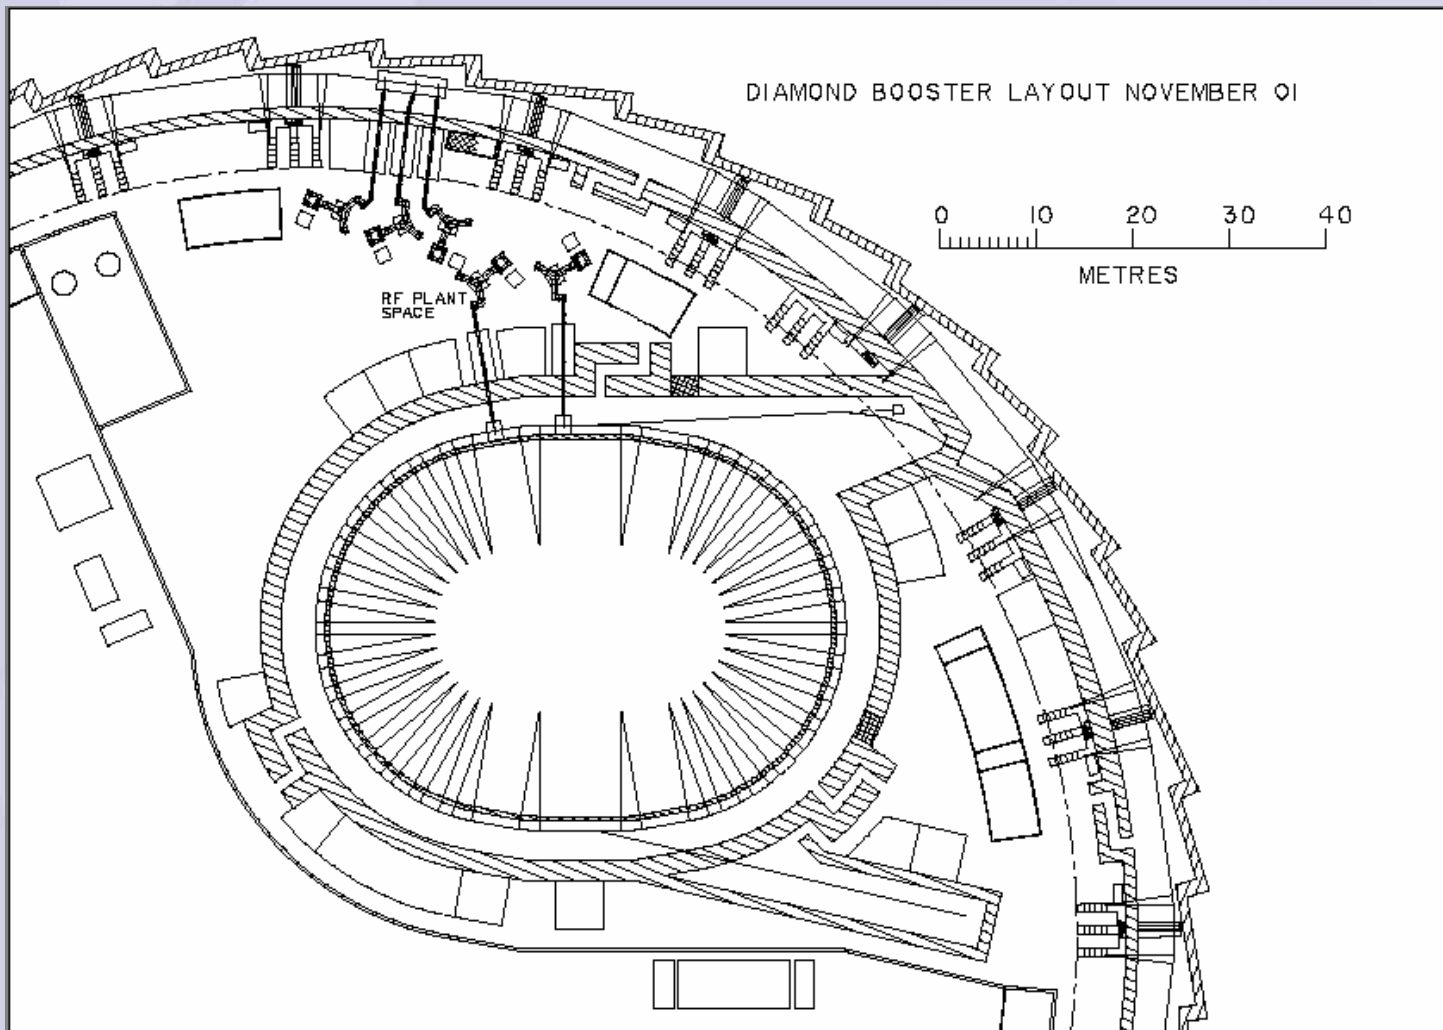 DIAMOND BOOSTER LAYOUT NOVEMBER 01
0 10 20 30 40
METRES
RF PLANT
SPACE